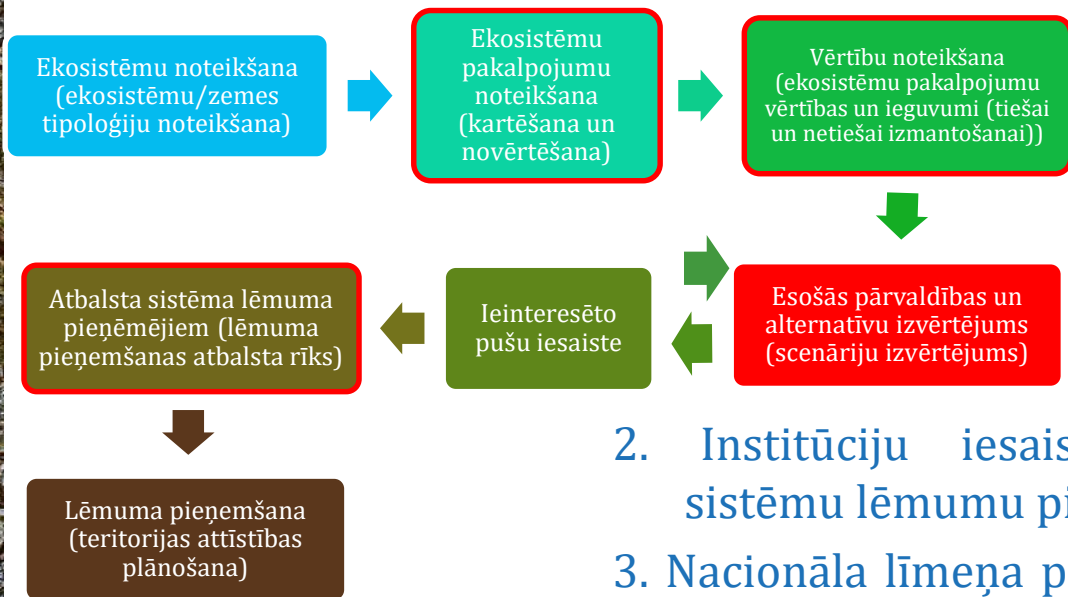 Ekosistēmu noteikšana
(ekosistēmu/zemes
tipoloģiju noteikšana)
Ekosistēmu
pakalpojumu
noteikšana
(kartēšana un
novērtēšana)
Vērtību noteikšana
(ekosistēmu pakalpojumu
vērtības un ieguvumi (tiešai
un netiešai izmantošanai))
Atbalsta sistēma lēmuma
pieņēmējiem (lēmuma
pieņemšanas atbalsta rīks)
Ieinteresēto
pušu iesaiste
Esošās pārvaldības un
alternatīvu izvērtējums
(scenāriju izvērtējums)
Lēmuma pieņemšana
(teritorijas attīstības
plānošana)
2. Institūciju
sistēmu lēmumu
3. Nacionāla līmeņa